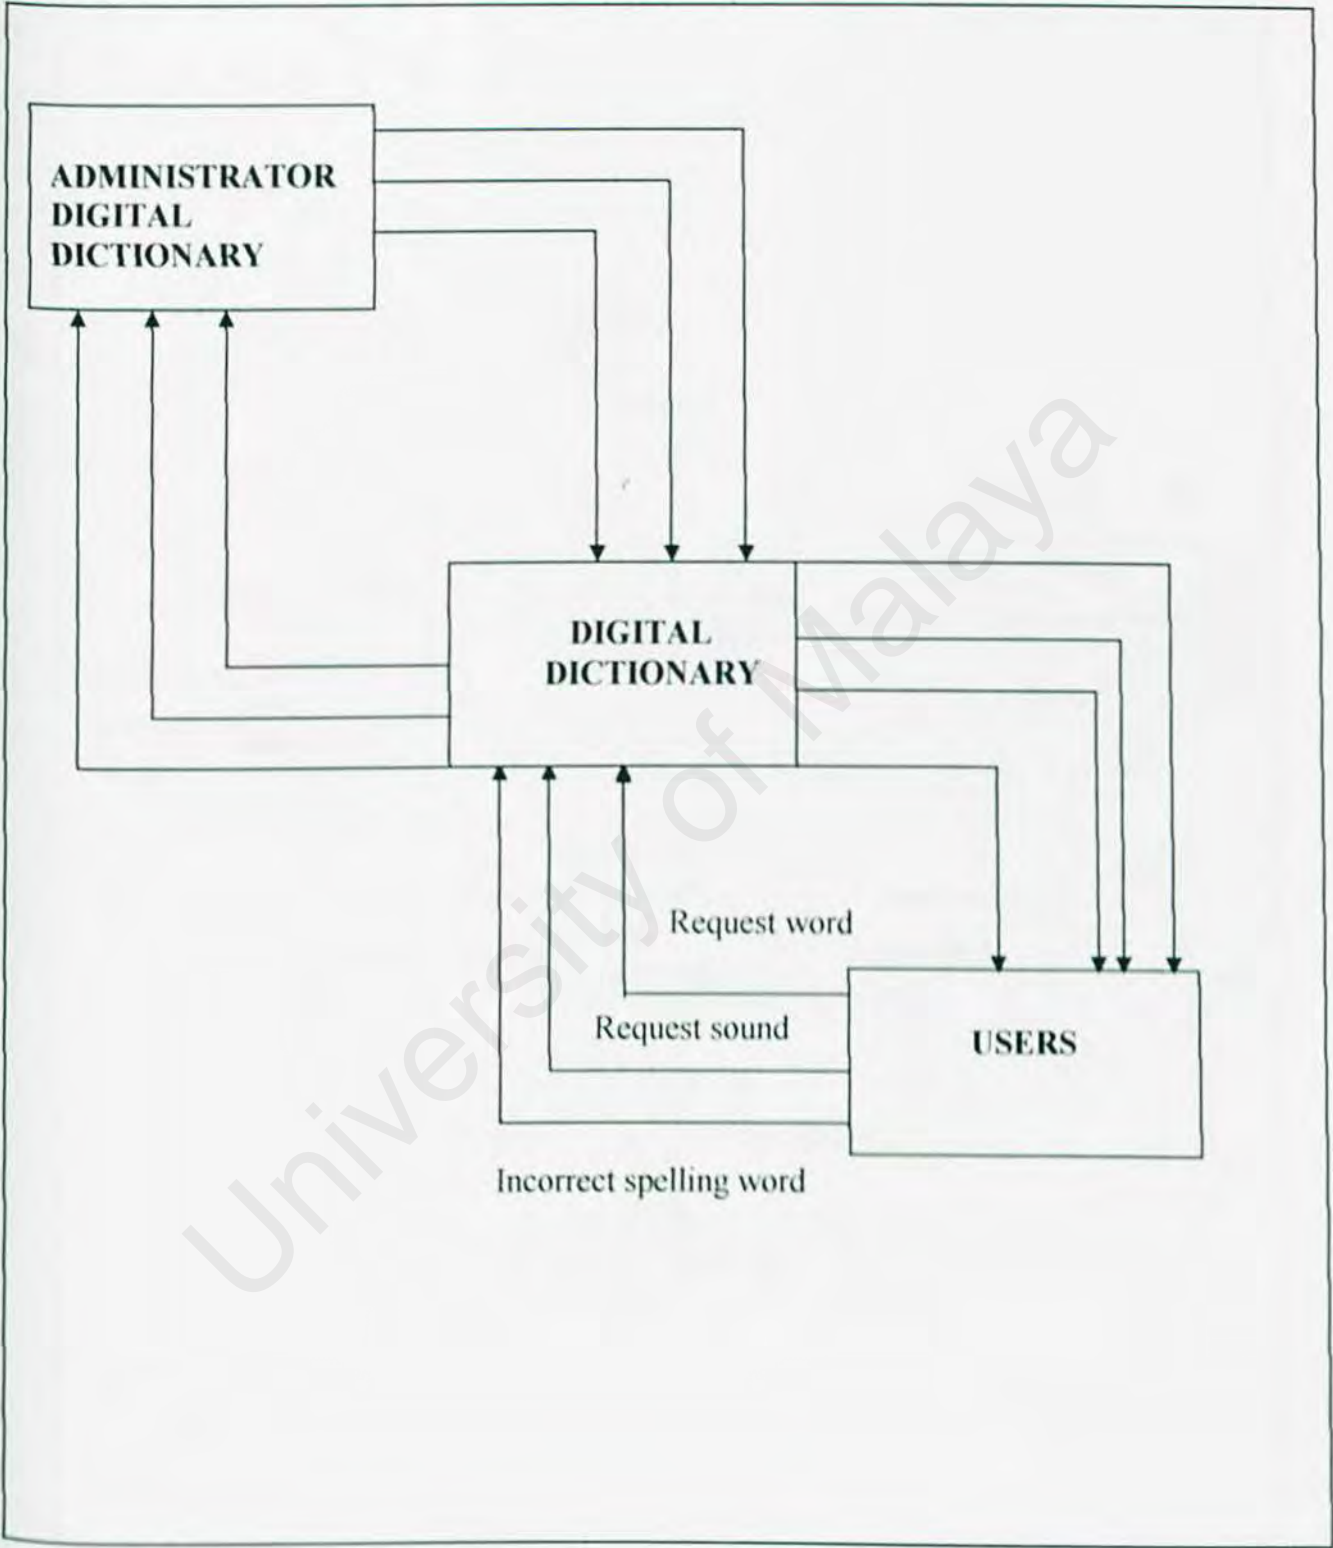 ADMINISTRATOR
DIGITAL
DICTIONARY
DIGITAL
DICTIONARY
Request word
Request sound
USERS
Incorrect spelling word
University of Malaya